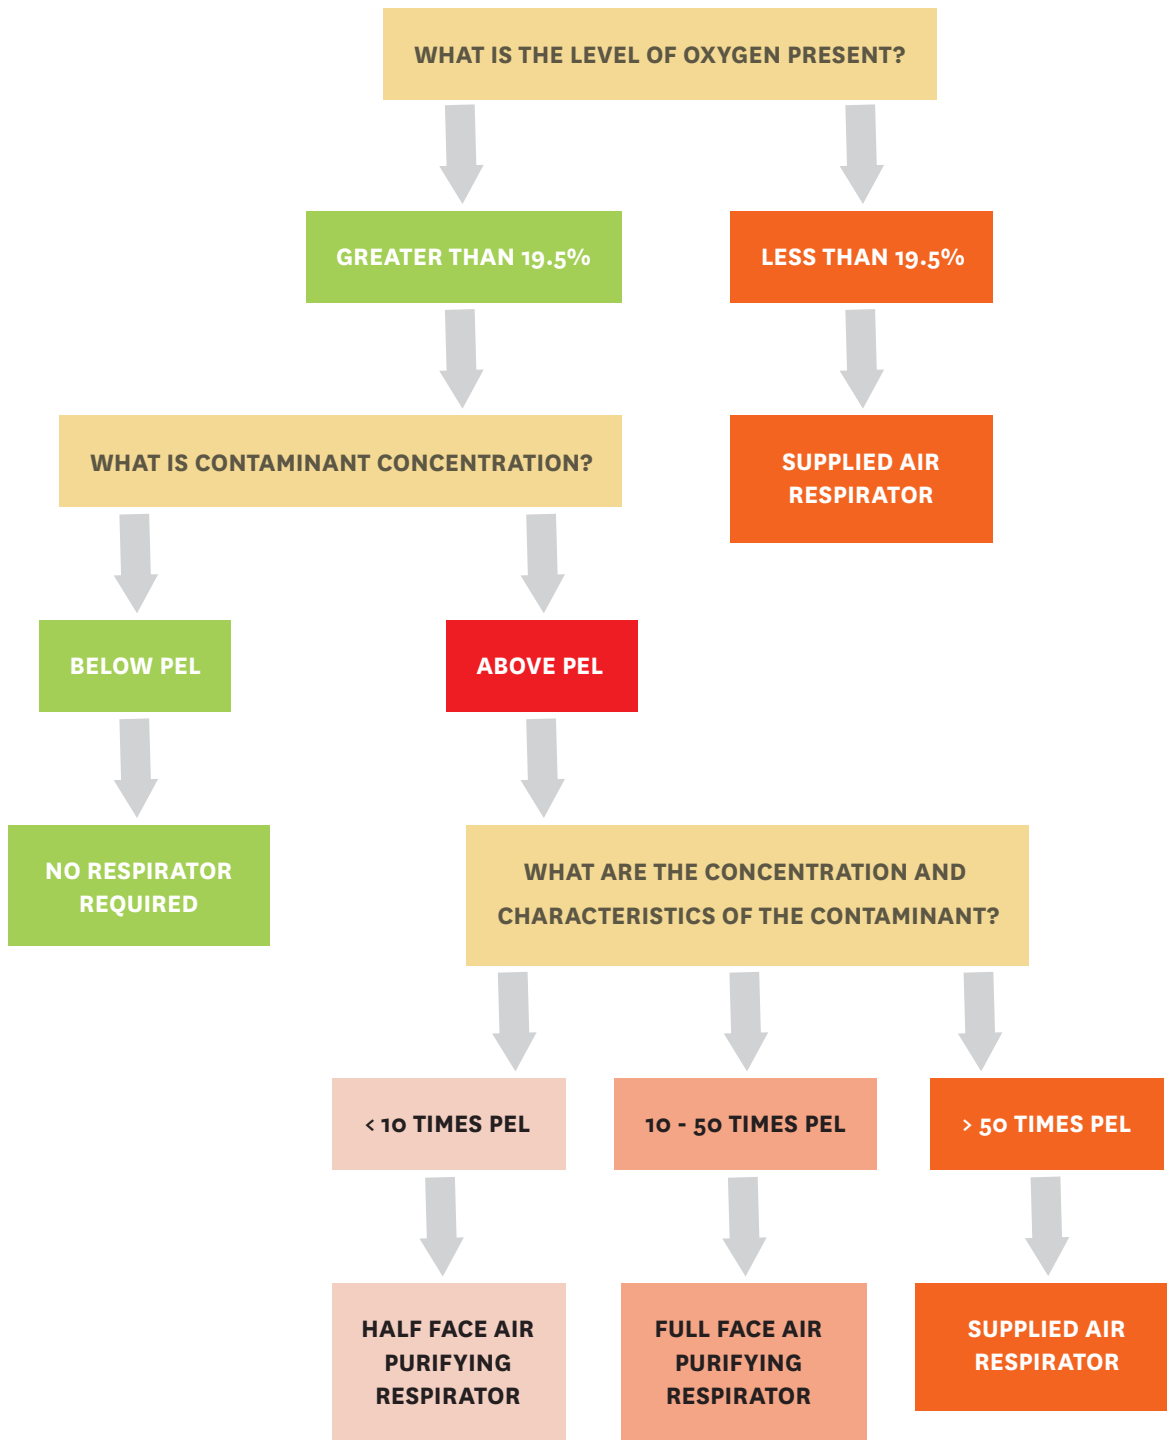 WHAT IS THE LEVEL OF OXYGEN PRESENT?
GREATER THAN 19.5%
LESS THAN 19.5%
WHAT IS CONTAMINANT CONCENTRATION?
SUPPLIED AIR
RESPIRATOR
BELOW PEL
ABOVE PEL
NO RESPIRATOR
REQUIRED
WHAT ARE THE CONCENTRATION AND
CHARACTERISTICS OF THE CONTAMINANT?
< 10 TIMES PEL
10 - 50 TIMES PEL
> 50 TIMES PEL
HALF FACE AIR
PURIFYING
RESPIRATOR
FULL FACE AIR
PURIFYING
RESPIRATOR
SUPPLIED AIR
RESPIRATOR